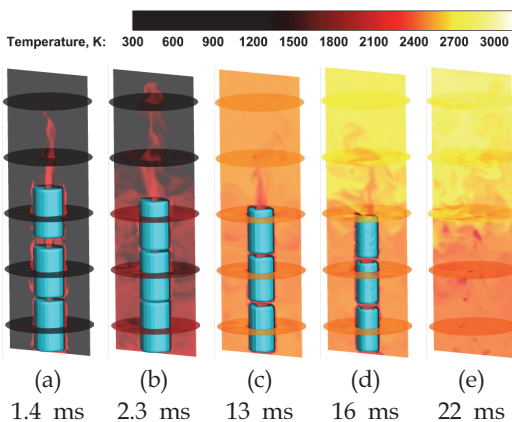 Temperature, K: 300 600 900 1200 1500 1800 2100 2400 2700 3000
(a) (b) (c) (d) (e)
1.4 ms 2.3 ms 13 ms 16 ms 22 ms